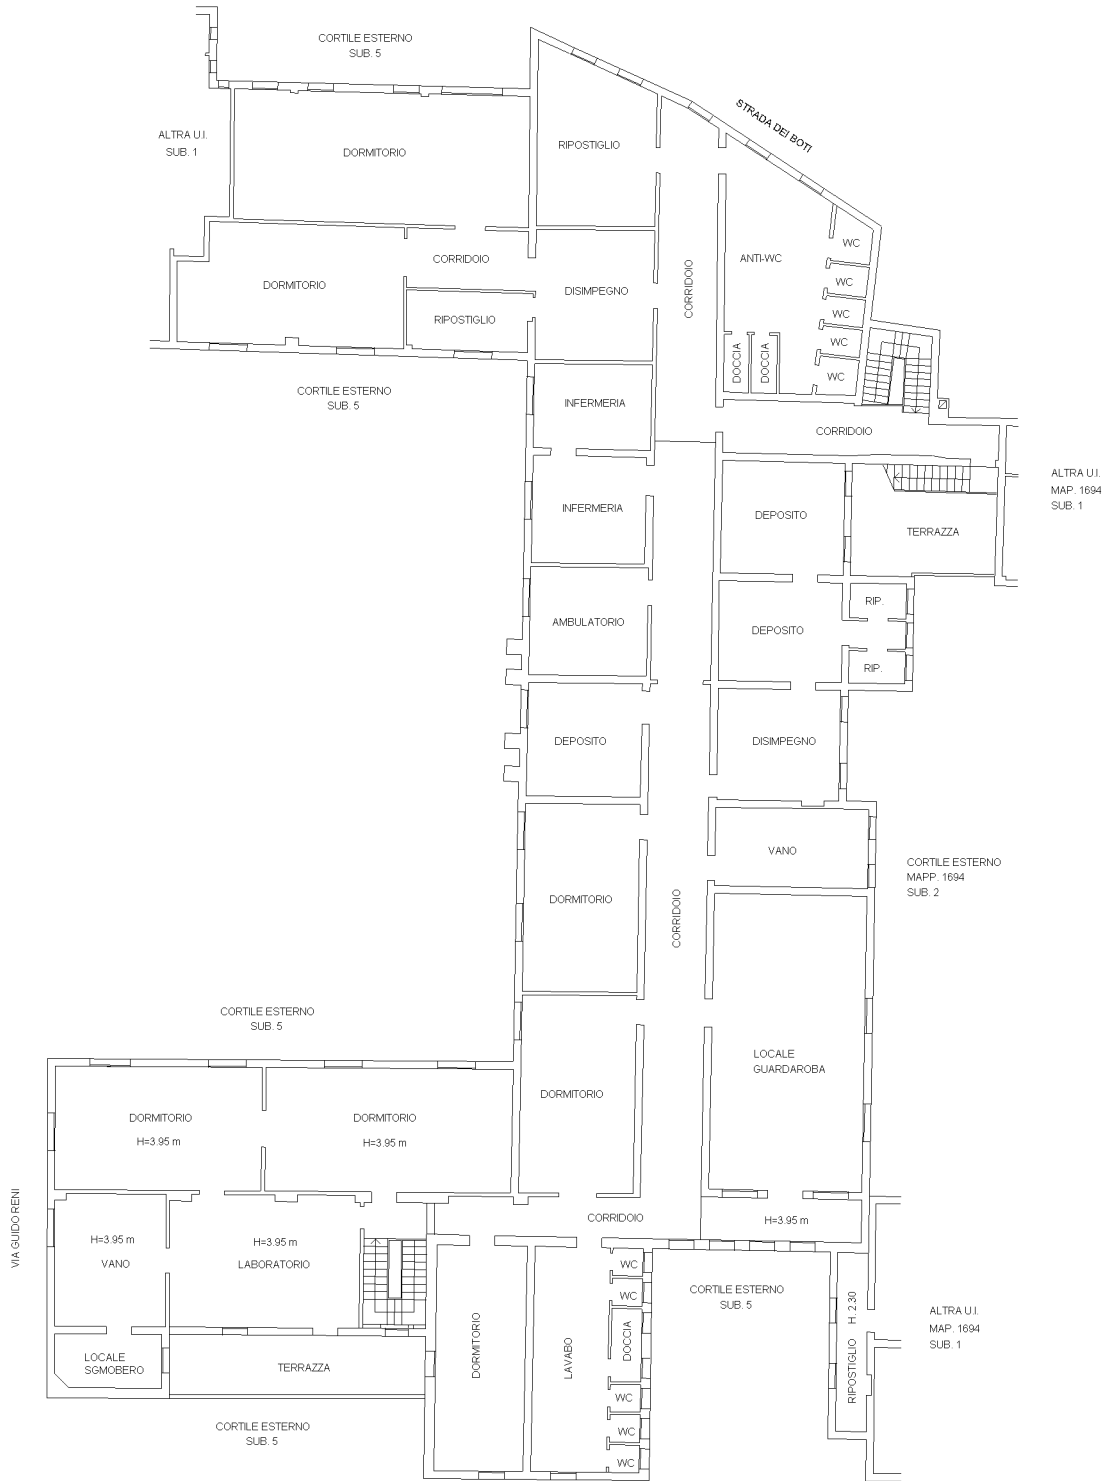 CORTILE ESTERNO
SUB. 5
STRADA DEI BOTI
ALTRA U.I.
SUB. 1
DORMITORIO
RIPOSTIGLIO
WC
CORRIDOIO
ANTI-WC
CORRIDOIO
DORMITORIO
DISIMPEGNO
WC
RIPOSTIGLIO
WC
WC
DOCCIA
DOCCIA
WC
CORTILE ESTERNO
SUB. 5
INFERMERIA
CORRIDOIO
ALTRA U.I.
MAP. 1694
SUB. 1
INFERMERIA
DEPOSITO
TERRAZZA
RIP.
AMBULATORIO
DEPOSITO
RIP.
DEPOSITO
DISIMPEGNO
VANO
CORTILE ESTERNO
MAPP. 1694
SUB. 2
DORMITORIO
CORRIDOIO
CORTILE ESTERNO
SUB. 5
LOCALE
GUARDAROBA
DORMITORIO
DORMITORIO
H=3.95 m
DORMITORIO
H=3.95 m
VIA GUIDO RENI
CORRIDOIO
H=3.95 m
H=3.95 m
VANO
H=3.95 m
LABORATORIO
WC
WC
CORTILE ESTERNO
SUB. 5
ALTRA U.I.
MAP. 1694
SUB. 1
RIPOSTIGLIO H. 2.30
DORMITORIO
LAVABO
DOCCIA
LOCALE
SGMOBERO
TERRAZZA
WC
CORTILE ESTERNO
SUB. 5
WC
WC